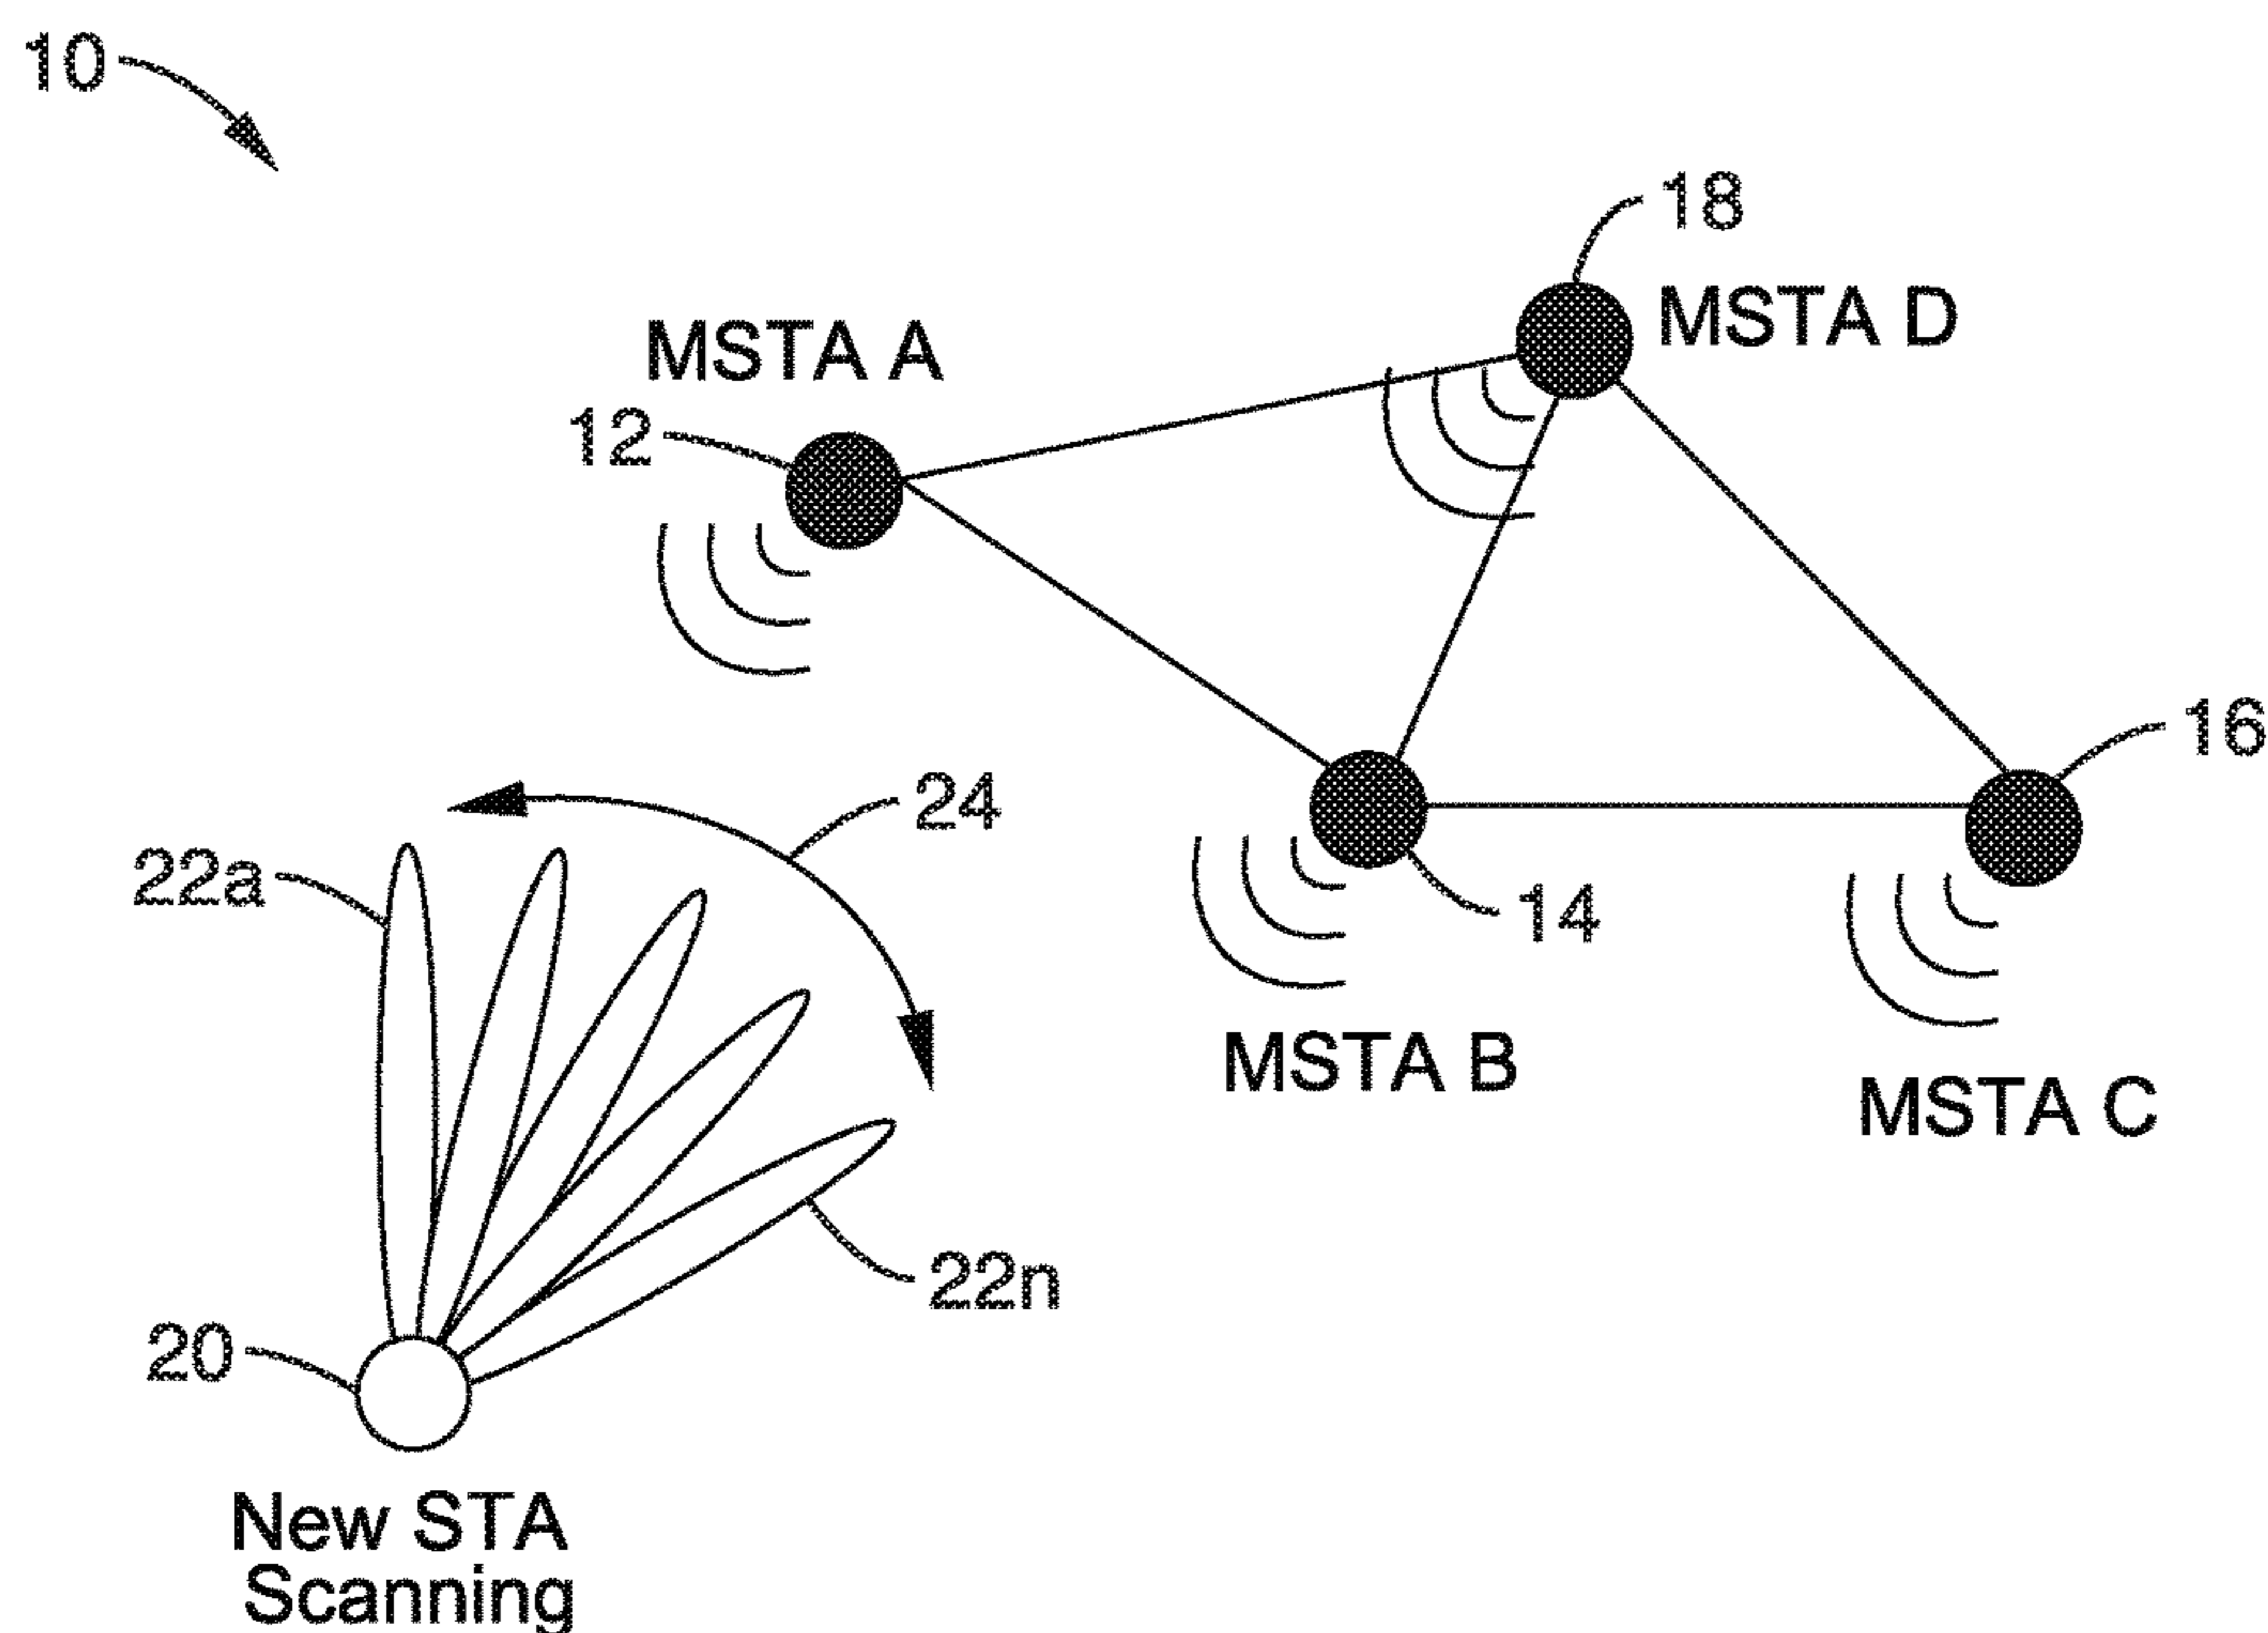 10
18
MSTA D
MSTA A
12
16
24
22a
14
MSTA B
MSTA C
22n
20
New STA
Scanning